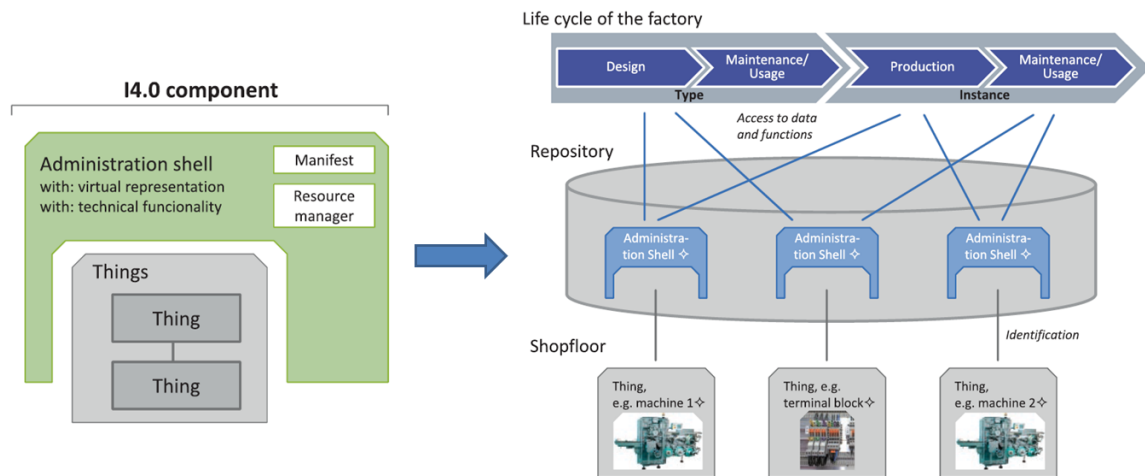 I4.0 component
Administration shell
with: virtual representation
with: technical funcionality
Manifest
Resource
manager
Things
Thing
Thing
Life cycle of the factory
Design
Maintenance/
Usage
Production
Maintenance/
Usage
Type
Instance
Access to data
and functions
Repository
Administra-
tion Shell
Administra-
tion Shell
Administra-
tion Shell
Identification
Shopfloor
Thing,
e.g. machine 1
Thing, e.g.
terminal block
Thing,
e.g. machine 2